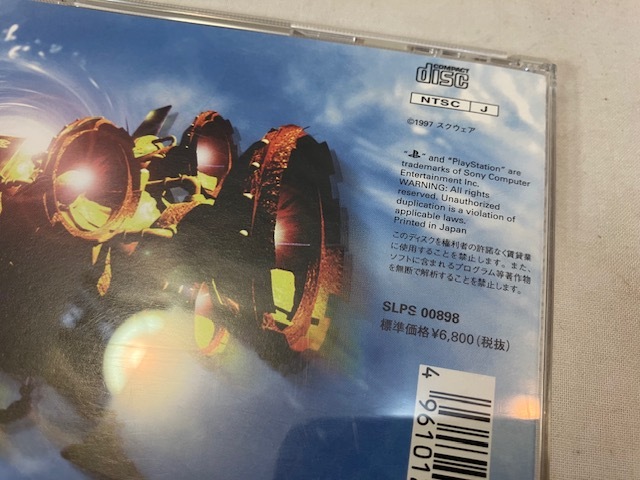 COMPACT
disc
NTSC J
©1997 スクウェア
" " and "PlayStation" are
trademarks of Sony Computer
Entertainment Inc.
WARNING: All rights
reserved. Unauthorized
duplication is a violation of
applicable laws.
Printed in Japan
このディスクを権利者の許諾なく賃貸業
に使用することを禁止します。また、
ソフトに含まれるプログラム等著作物
を無断で解析することを禁止します。
SLPS 00898
標準価格¥6,800(税抜)
4 961012